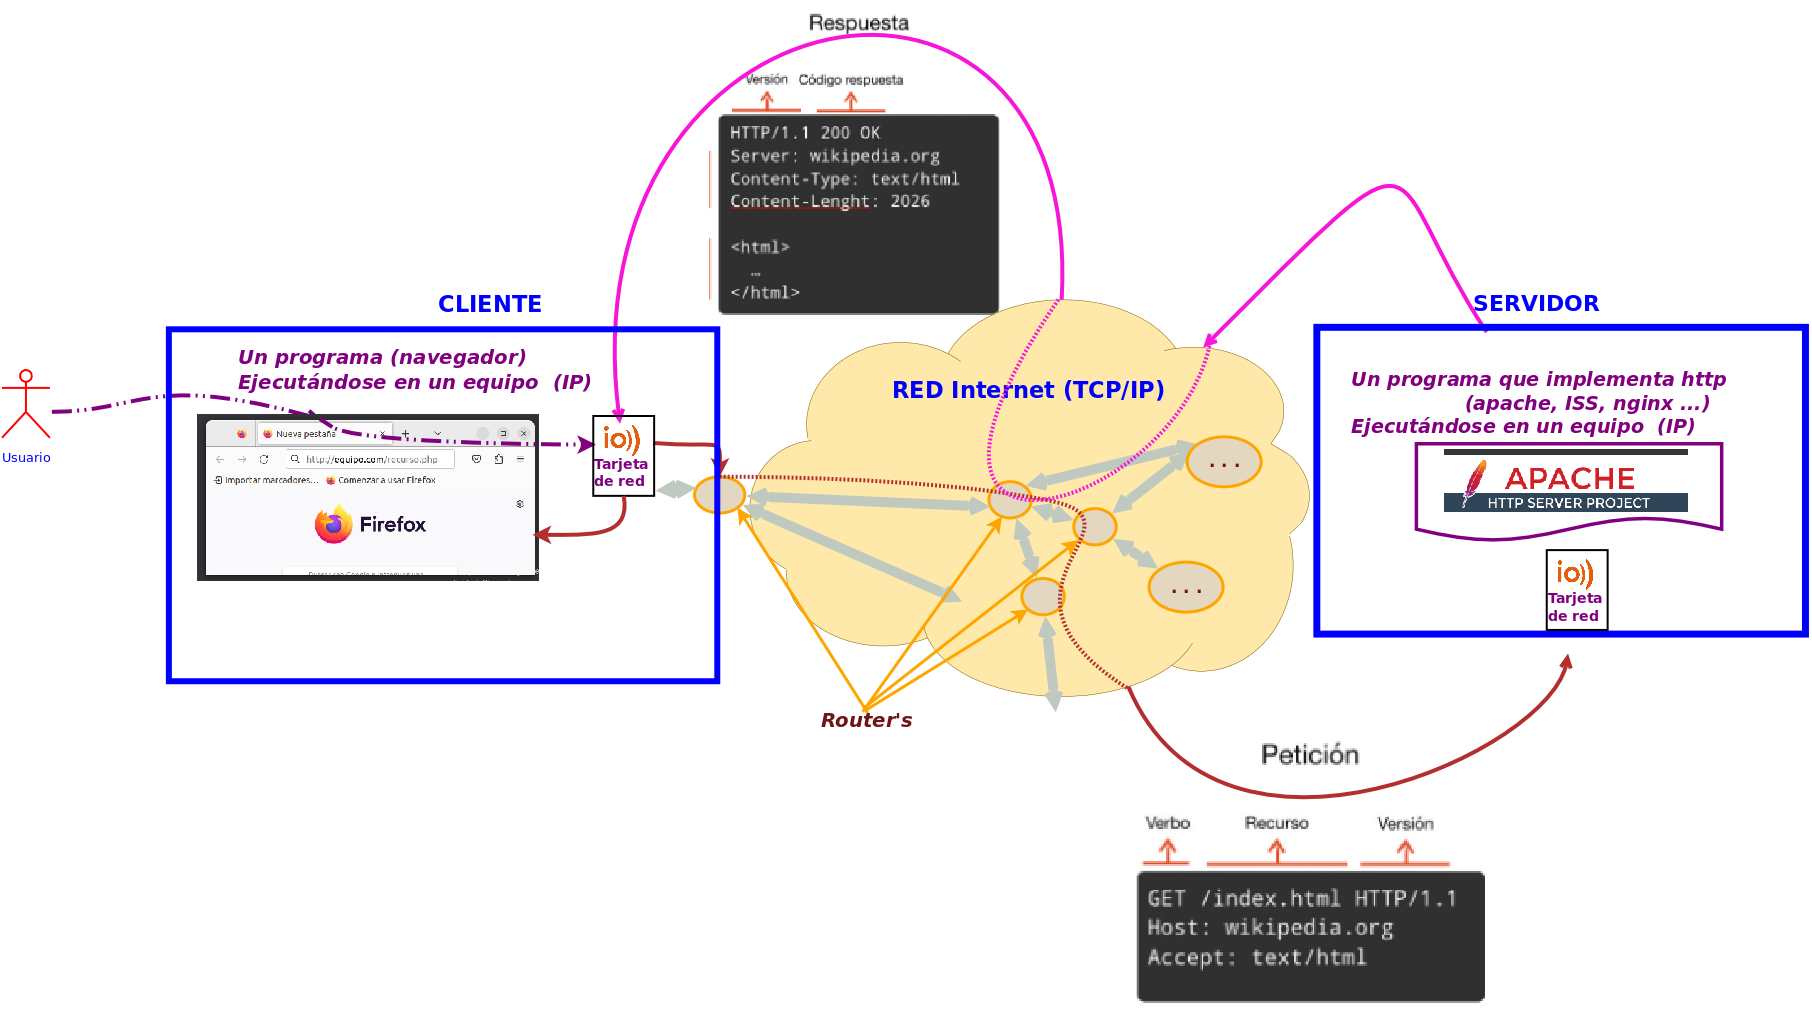 Respuesta
Versión Código respuesta
HTTP/1.1 200 OK
Server: wikipedia.org
Content-Type: text/html
Content-Lenght: 2026
<html>
…
</html>
CLIENTE
Un programa (navegador)
Ejecutándose en un equipo (IP)
Usuario
Nueva pestaña
http://equipo.com/recurso.php
Importar marcadores... Comenzar a usar Firefox
Firefox
Tarjeta
de red
RED Internet (TCP/IP)
...
...
Router's
SERVIDOR
Un programa que implementa http
(apache, ISS, nginx ...)
Ejecutándose en un equipo (IP)
APACHE
HTTP SERVER PROJECT
Tarjeta
de red
Petición
Verbo Recurso Versión
GET /index.html HTTP/1.1
Host: wikipedia.org
Accept: text/html